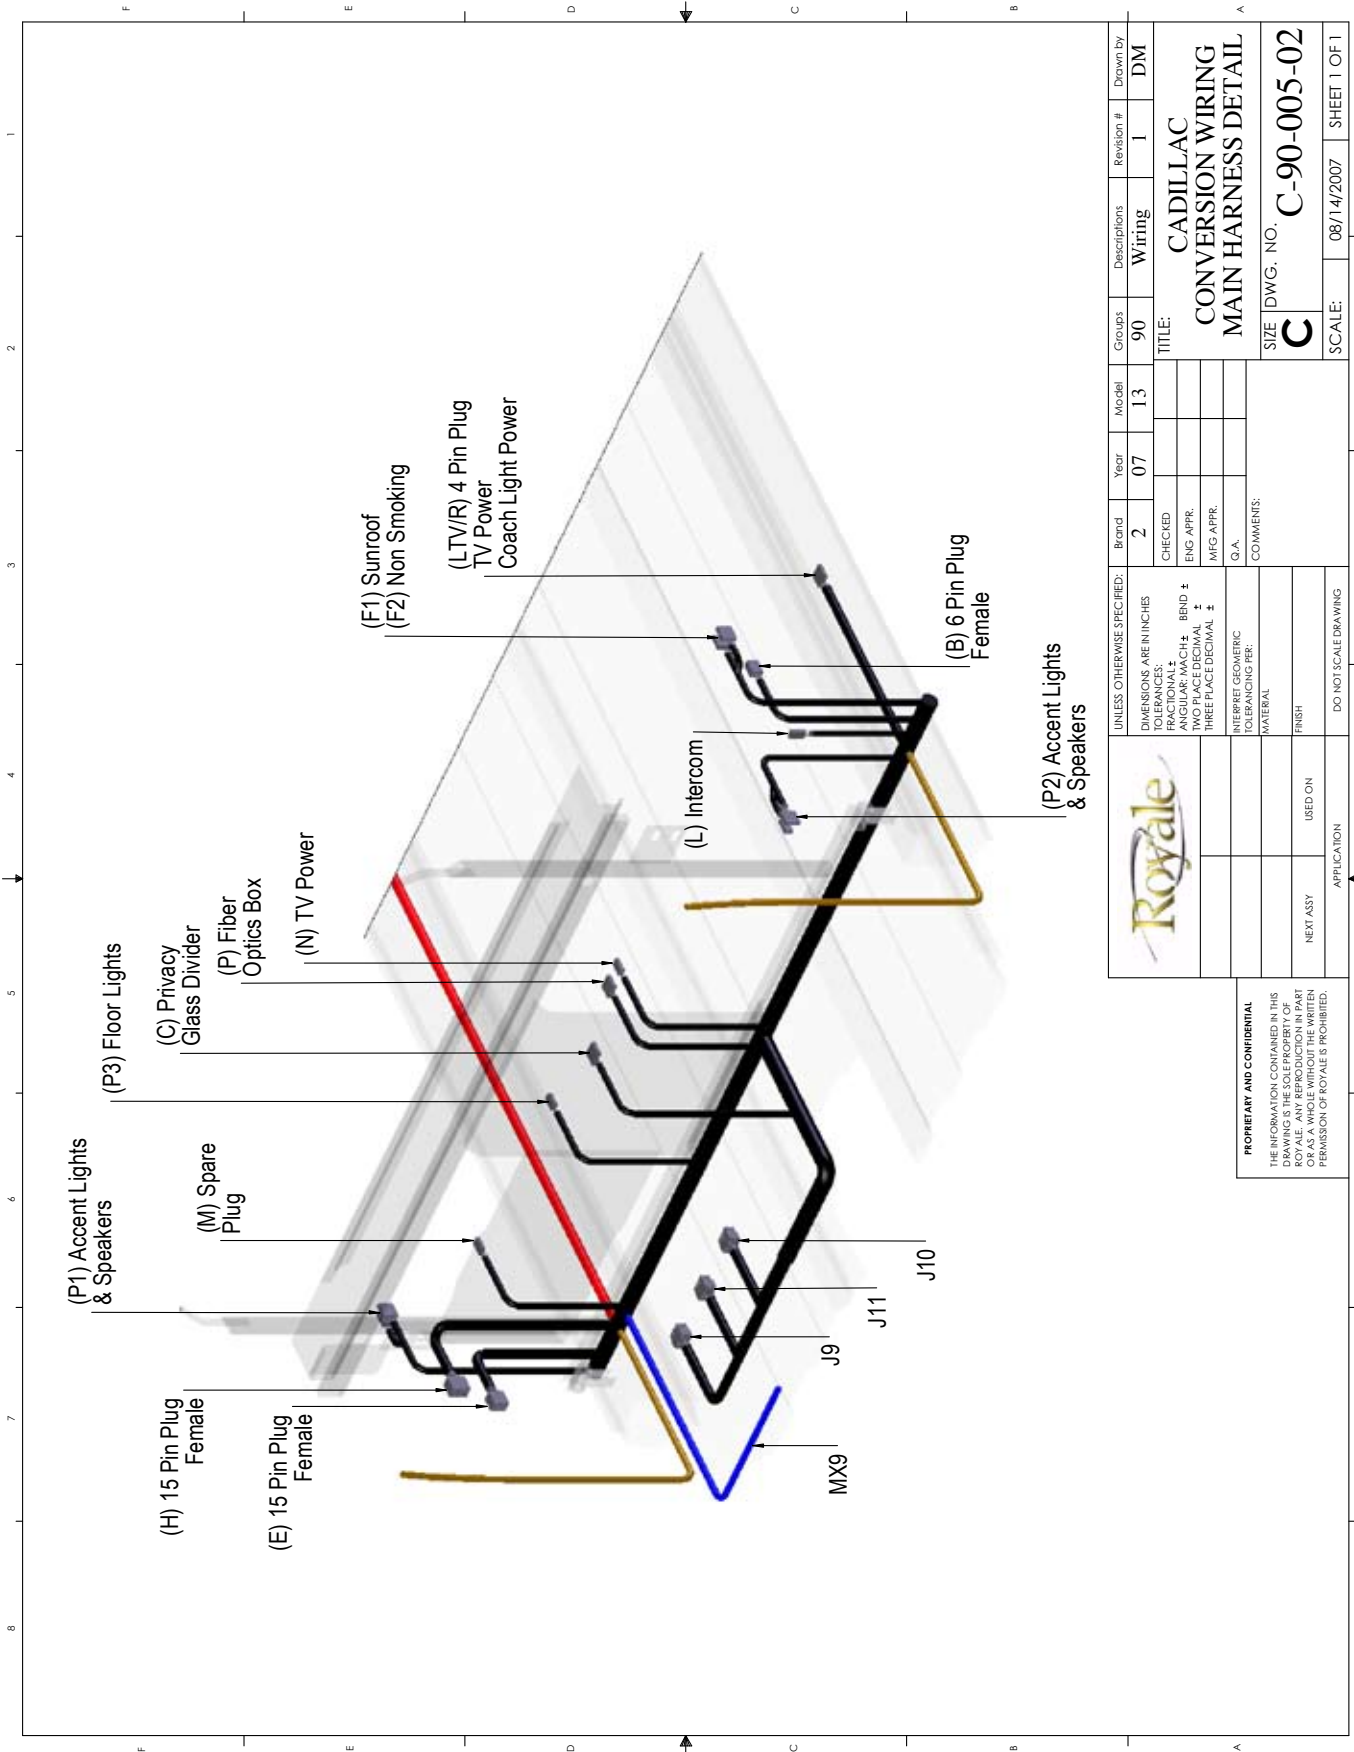 8
7
6
5
4
3
2
1
F
E
D
C
B
A
F
E
D
C
B
A
(H) 15 Pin Plug
Female
(E) 15 Pin Plug
Female
(P1) Accent Lights
& Speakers
(M) Spare
Plug
(P3) Floor Lights
(C) Privacy
Glass Divider
(P) Fiber
Optics Box
(N) TV Power
(F1) Sunroof
(F2) Non Smoking
(LTV/R) 4 Pin Plug
TV Power
Coach Light Power
(L) Intercom
(B) 6 Pin Plug
Female
(P2) Accent Lights
& Speakers
MX9
J9
J11
J10
PROPRIETARY AND CONFIDENTIAL
THE INFORMATION CONTAINED IN THIS
DRAWING IS THE SOLE PROPERTY OF
ROYALE. ANY REPRODUCTION IN PART
OR AS A WHOLE WITHOUT THE WRITTEN
PERMISSION OF ROYALE IS PROHIBITED.
Royale
NEXT ASSY
USED ON
APPLICATION
UNLESS OTHERWISE SPECIFIED:
DIMENSIONS ARE IN INCHES
TOLERANCES:
FRACTIONAL ±
ANGULAR: MACH ± BEND ±
TWO PLACE DECIMAL ±
THREE PLACE DECIMAL ±
INTERPRET GEOMETRIC
TOLERANCING PER:
MATERIAL
FINISH
DO NOT SCALE DRAWING
Brand Year Model Groups Descriptions Revision # Drawn by
2 07 13 90 Wiring 1 DM
CHECKED
ENG APPR.
MFG APPR.
Q.A.
COMMENTS:
TITLE:
CADILLAC
CONVERSION WIRING
MAIN HARNESS DETAIL
SIZE
C
DWG. NO.
C-90-005-02
SCALE:
08/14/2007
SHEET 1 OF 1